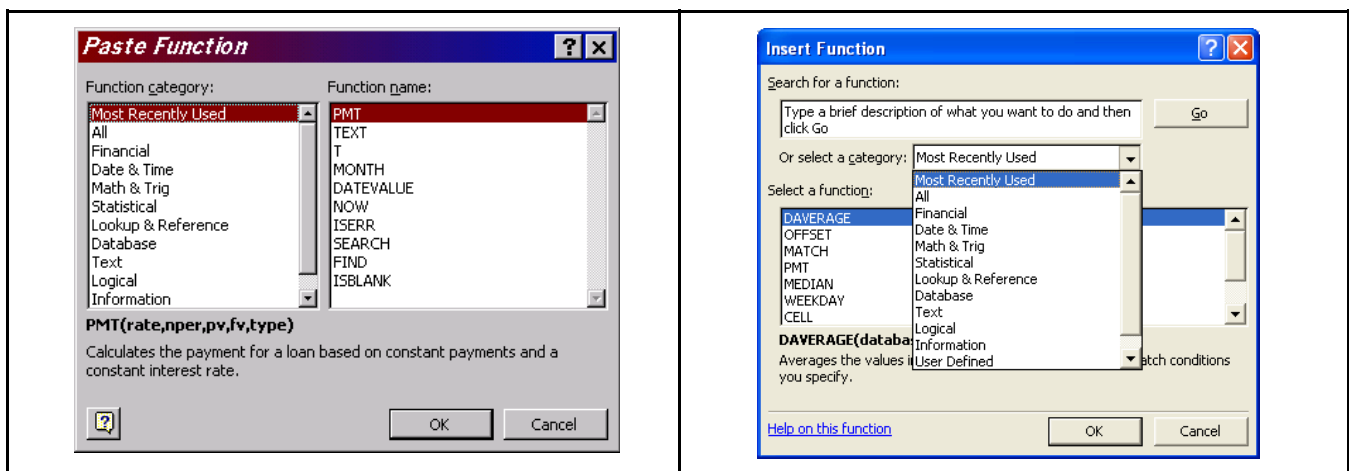 Paste Function
Function category:
Function name:
Most Recently Used
All
Financial
Date & Time
Math & Trig
Statistical
Lookup & Reference
Database
Text
Logical
Information
PMT
TEXT
T
MONTH
DATEVALUE
NOW
ISERR
SEARCH
FIND
ISBLANK
PMT(rate,nper,pv,fv,type)
Calculates the payment for a loan based on constant payments and a
constant interest rate.
OK
Cancel
Insert Function
Search for a function:
Type a brief description of what you want to do and then
click Go
Go
Or select a category:
Most Recently Used
Most Recently Used
All
Financial
Date & Time
Math & Trig
Statistical
Lookup & Reference
Database
Text
Logical
Information
User Defined
Select a function:
DAVERAGE
OFFSET
MATCH
PMT
MEDIAN
WEEKDAY
CELL
DAVERAGE(databa
Averages the values i atch conditions
you specify.
Help on this function
OK
Cancel